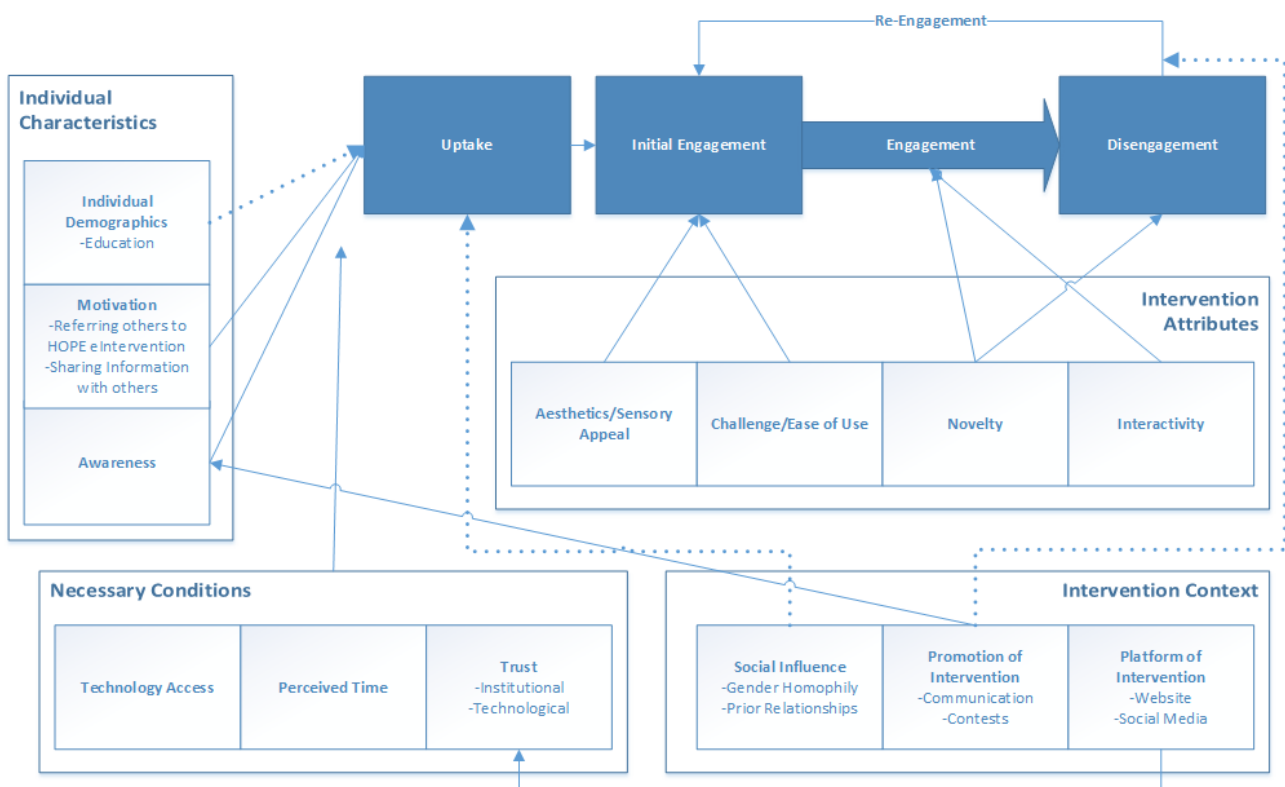 Re-Engagement
Individual
Characteristics
Uptake
Initial Engagement
Engagement
Disengagement
Individual
Demographics
-Education
Motivation
-Referring others to
HOPE eIntervention
-Sharing Information
with others
Awareness
Intervention
Attributes
Aesthetics/Sensory
Appeal
Challenge/Ease of Use
Novelty
Interactivity
Necessary Conditions
Technology Access
Perceived Time
Trust
-Institutional
-Technological
Intervention Context
Social Influence
-Gender Homophily
-Prior Relationships
Promotion of
Intervention
-Communication
-Contests
Platform of
Intervention
-Website
-Social Media